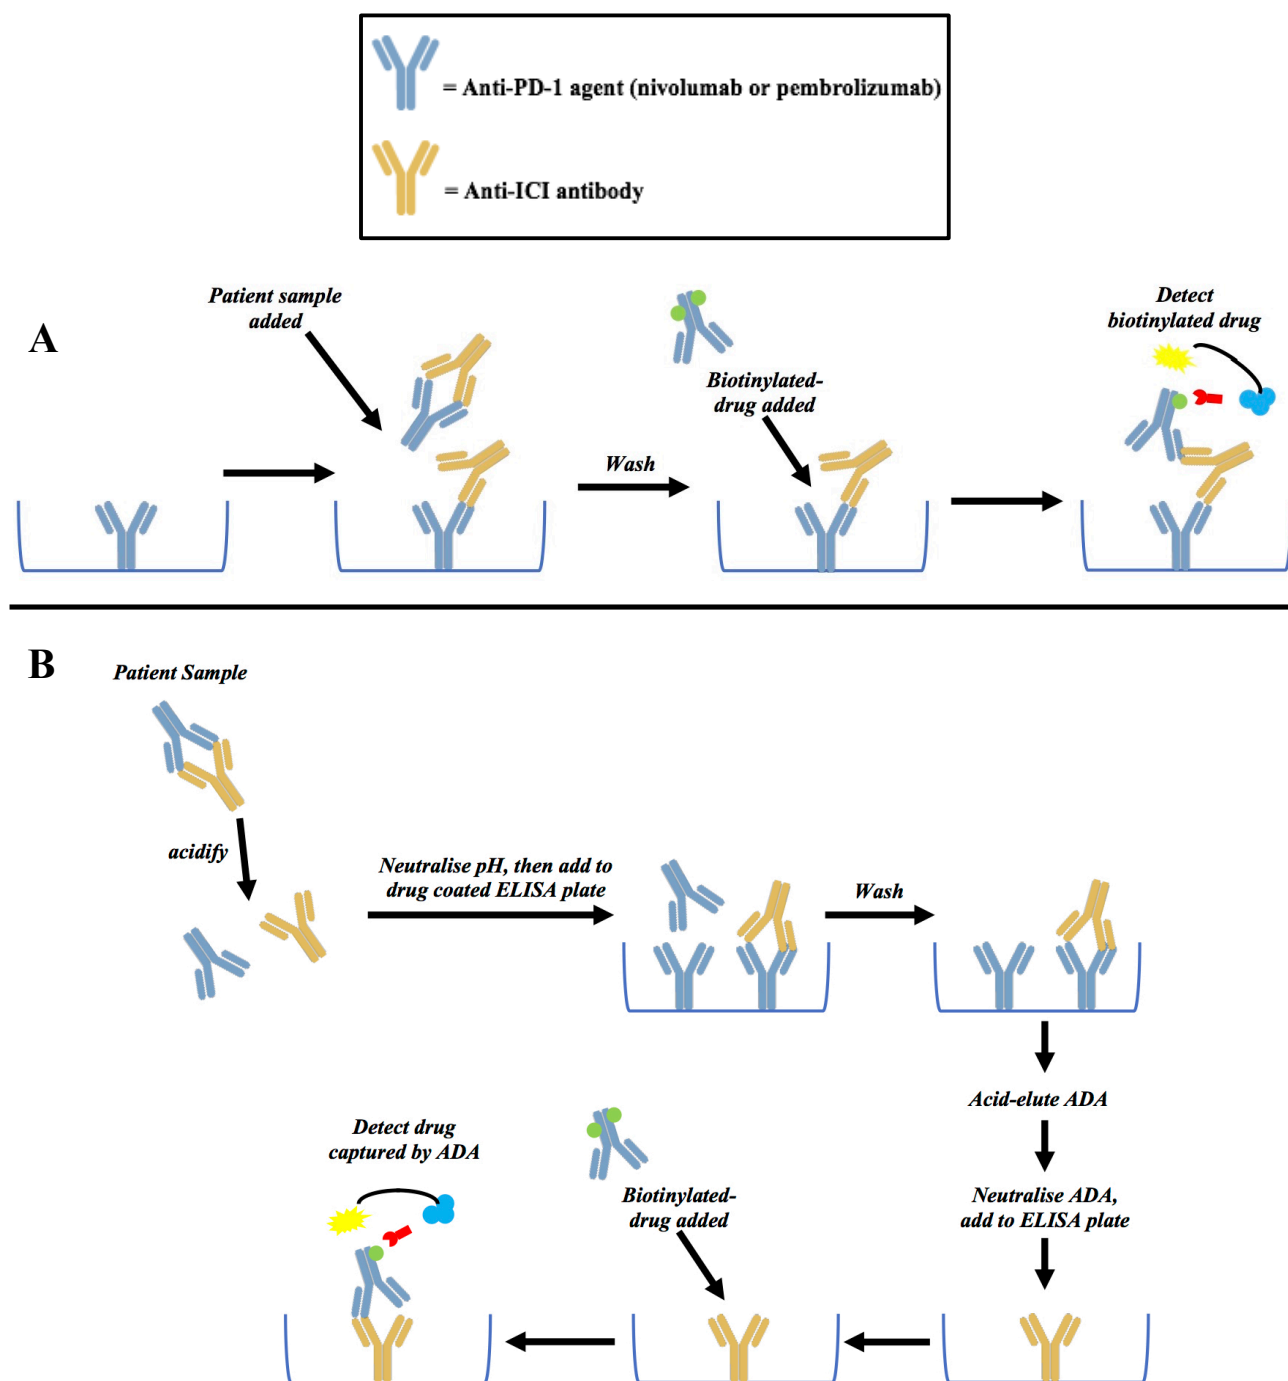 = Anti-PD-1 agent (nivolumab or pembrolizumab)
= Anti-ICI antibody
A
Patient sample
added
Wash
Biotinylated-
drug added
Detect
biotinylated drug
B
Patient Sample
acidify
Neutralise pH, then add to
drug coated ELISA plate
Wash
Acid-elute ADA
Neutralise ADA,
add to ELISA plate
Biotinylated-
drug added
Detect drug
captured by ADA